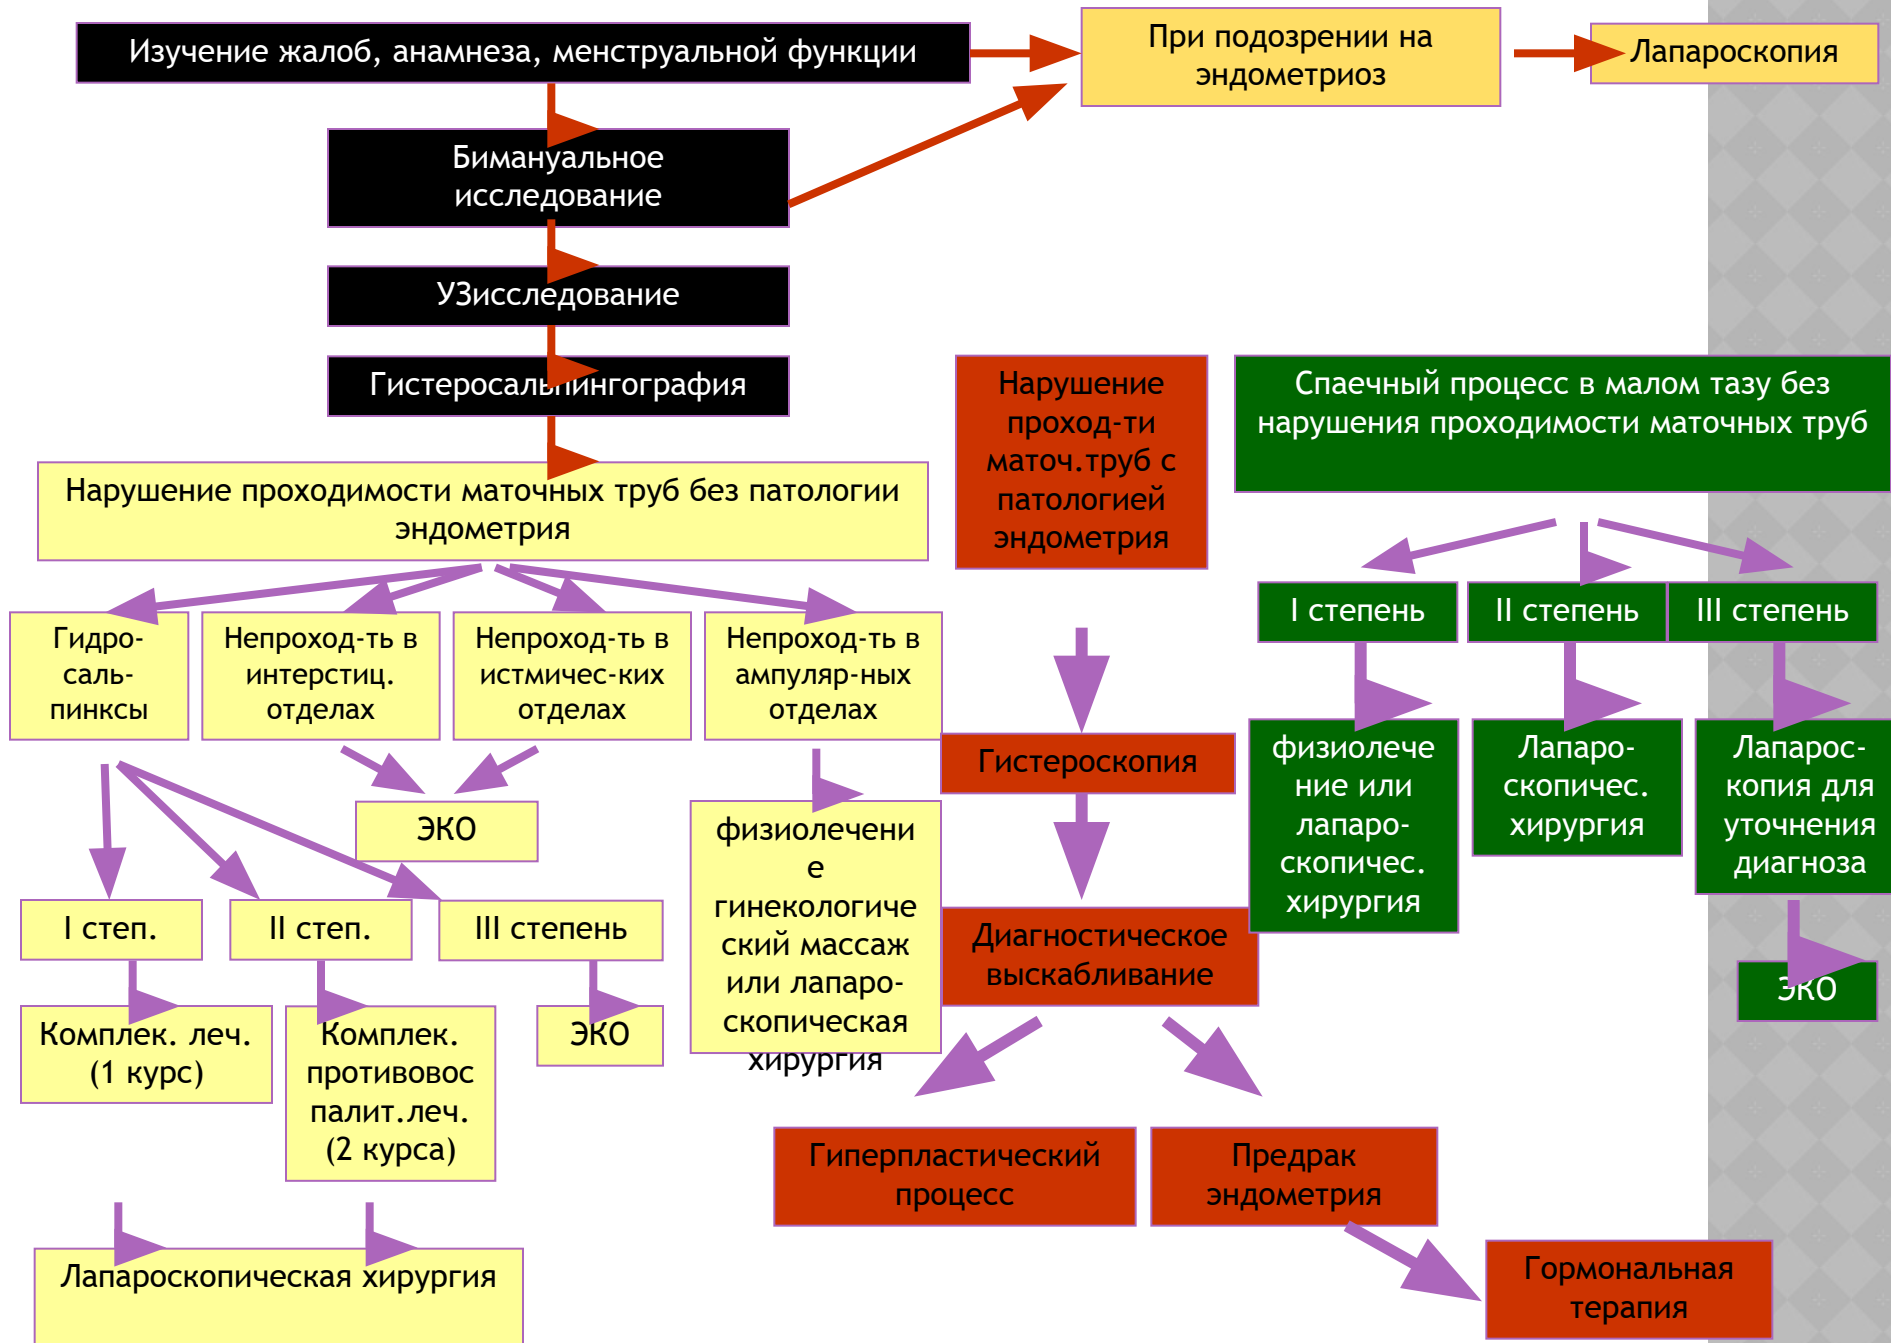 Изучение жалоб, анамнеза, менструальной функции
При подозрении на
эндометриоз
Лапароскопия
Бимануальное
исследование
УЗисследование
Гистеросальпингография
Нарушение проходимости маточных труб без патологии
эндометрия
Нарушение
проход-ти
маточ.труб с
патологией
эндометрия
Спаечный процесс в малом тазу без
нарушения проходимости маточных труб
Гидро-
саль-
пинксы
Непроход-ть в
интерстиц.
отделах
Непроход-ть в
истмичес-ких
отделах
Непроход-ть в
ампуляр-ных
отделах
I степень
II степень
III степень
ЭКО
физиолечени
е
гинекологиче
ский массаж
или лапаро-
скопическая
хирургия
Гистероскопия
физиолече
ние или
лапаро-
скопичес.
хирургия
Лапаро-
скопичес.
хирургия
Лапарос-
копия для
уточнения
диагноза
I степ.
II степ.
III степень
Диагностическое
выскабливание
ЭКО
Комплек. леч.
(1 курс)
Комплек.
противовос
палит.леч.
(2 курса)
ЭКО
Гиперпластический
процесс
Предрак
эндометрия
Лапароскопическая хирургия
Гормональная
терапия